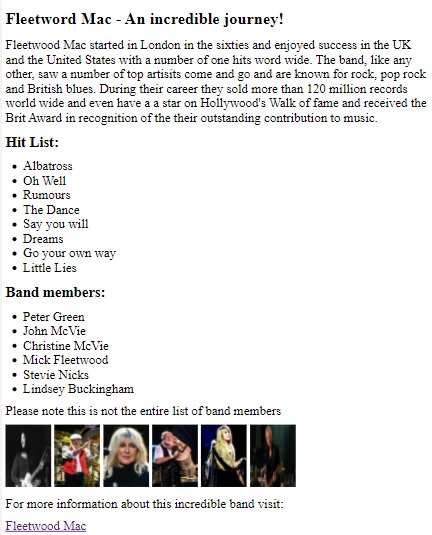 Fleetword Mac - An incredible journey!
Fleetwood Mac started in London in the sixties and enjoyed success in the UK
and the United States with a number of one hits word wide. The band, like any
other, saw a number of top artisits come and go and are known for rock, pop rock
and British blues. During their career they sold more than 120 million records
world wide and even have a a star on Hollywood's Walk of fame and received the
Brit Award in recognition of the their outstanding contribution to music.
Hit List:
• Albatross
• Oh Well
• Rumours
• The Dance
• Say you will
• Dreams
• Go your own way
• Little Lies
Band members:
• Peter Green
• John McVie
• Christine McVie
• Mick Fleetwood
• Stevie Nicks
• Lindsey Buckingham
Please note this is not the entire list of band members
For more information about this incredible band visit:
Fleetwood Mac